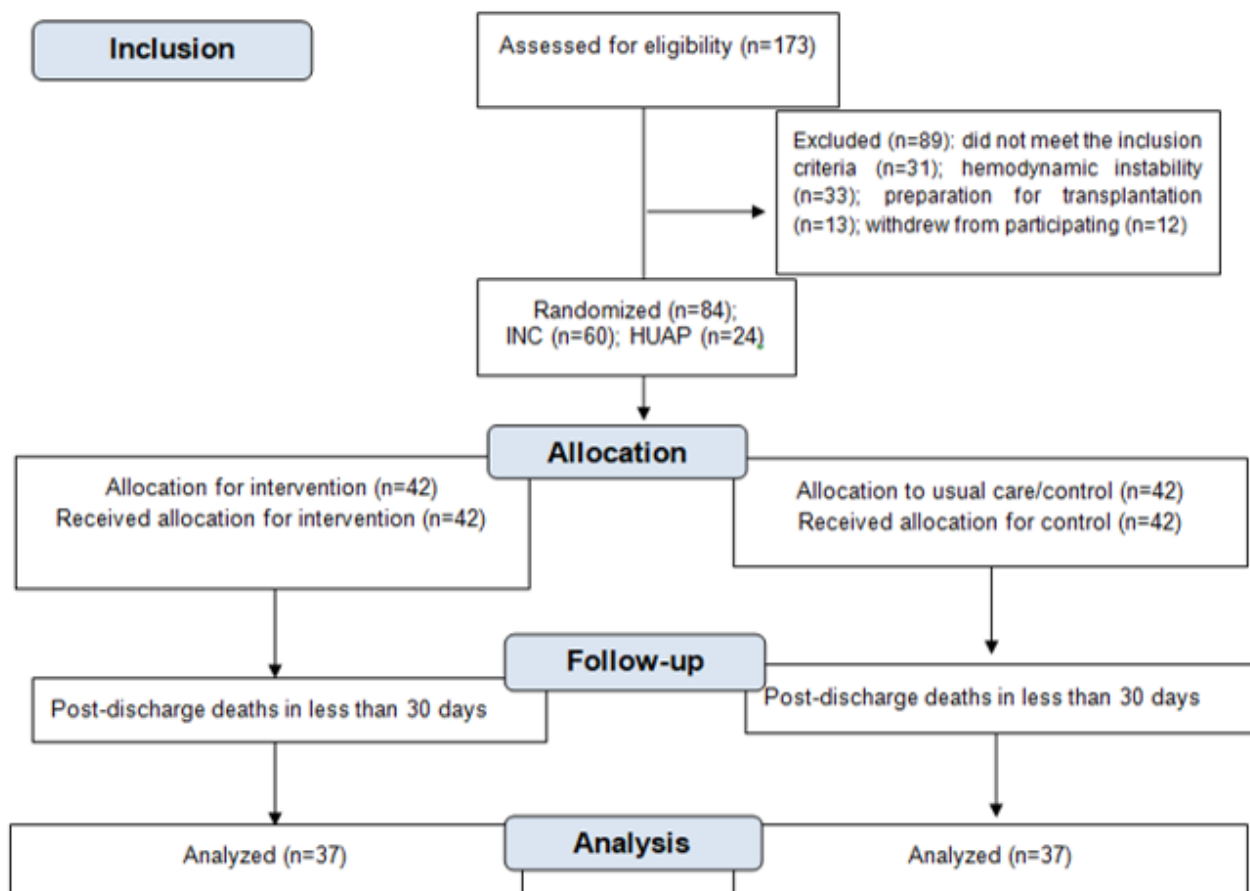 Inclusion
Assessed for eligibility (n=173)
Excluded (n=89): did not meet the inclusion
criteria (n=31); hemodynamic instability
(n=33); preparation for transplantation
(n=13); withdrew from participating (n=12)
Randomized (n=84);
INC (n=60); HUAP (n=24)
Allocation
Allocation for intervention (n=42)
Received allocation for intervention (n=42)
Allocation to usual care/control (n=42)
Received allocation for control (n=42)
Follow-up
Post-discharge deaths in less than 30 days
Post-discharge deaths in less than 30 days
Analysis
Analyzed (n=37)
Analyzed (n=37)